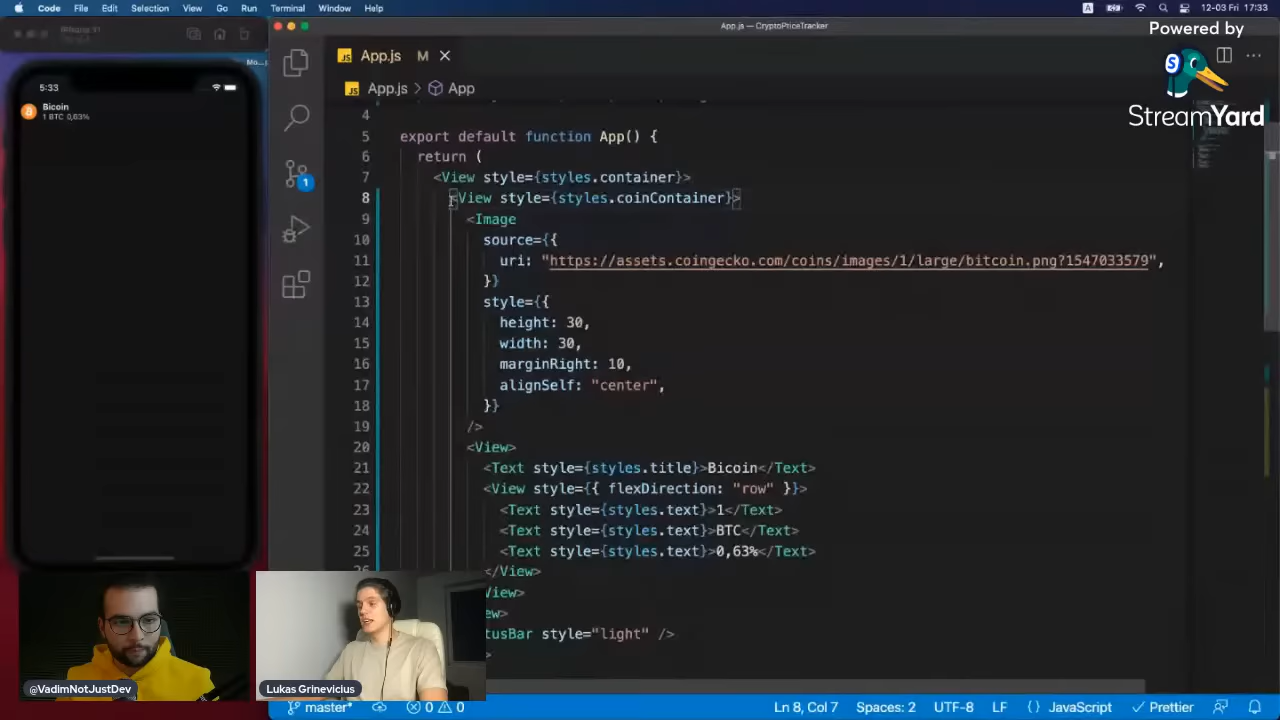 Code File Edit Selection View Go Run Terminal Window Help
A 12-03 Fri 17:33
App.js — CryptoPriceTracker
Powered by
StreamYard
iPhone 11
Mo...
5:33
Bicoin
1 BTC 0,63%
JS App.js M
JS App.js > App
1
4
5 export default function App() {
6 return (
7 <View style={styles.container}>
8 <View style={styles.coinContainer}>
9 <Image
10 source={{
11 uri: "https://assets.coingecko.com/coins/images/1/large/bitcoin.png?1547033579",
12 }}
13 style={{
14 height: 30,
15 width: 30,
16 marginRight: 10,
17 alignSelf: "center",
18 }}
19 />
20 <View>
21 <Text style={styles.title}>Bicoin</Text>
22 <View style={{ flexDirection: "row" }}>
23 <Text style={styles.text}>1</Text>
24 <Text style={styles.text}>BTC</Text>
25 <Text style={styles.text}>0,63%</Text>
/View>
View>
ew>
tusBar style="light" />
>
@VadimNotJustDev
Lukas Grinevicius
master* 0 0 Ln 8, Col 7 Spaces: 2 UTF-8 LF {} JavaScript Prettier